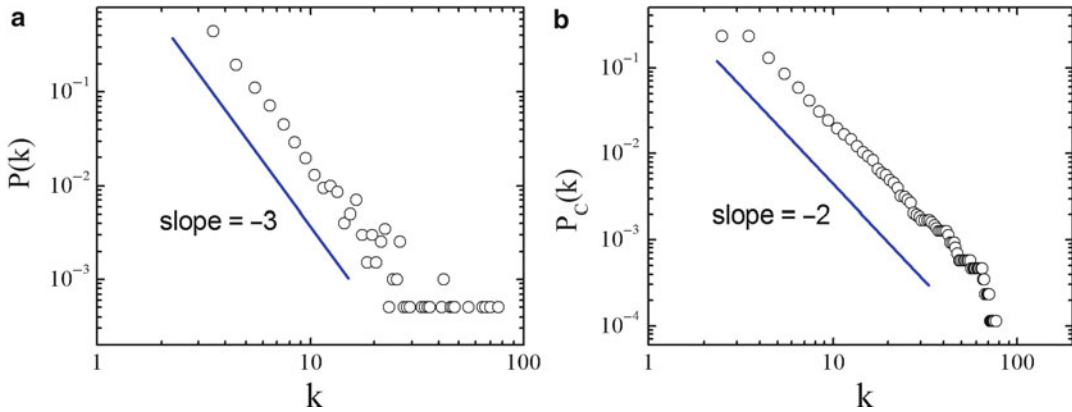 a
P(k)
10⁻¹
10⁻²
10⁻³
slope = –3
1
10
100
k
b
P_C(k)
10⁻¹
10⁻²
10⁻³
10⁻⁴
slope = –2
1
10
100
k